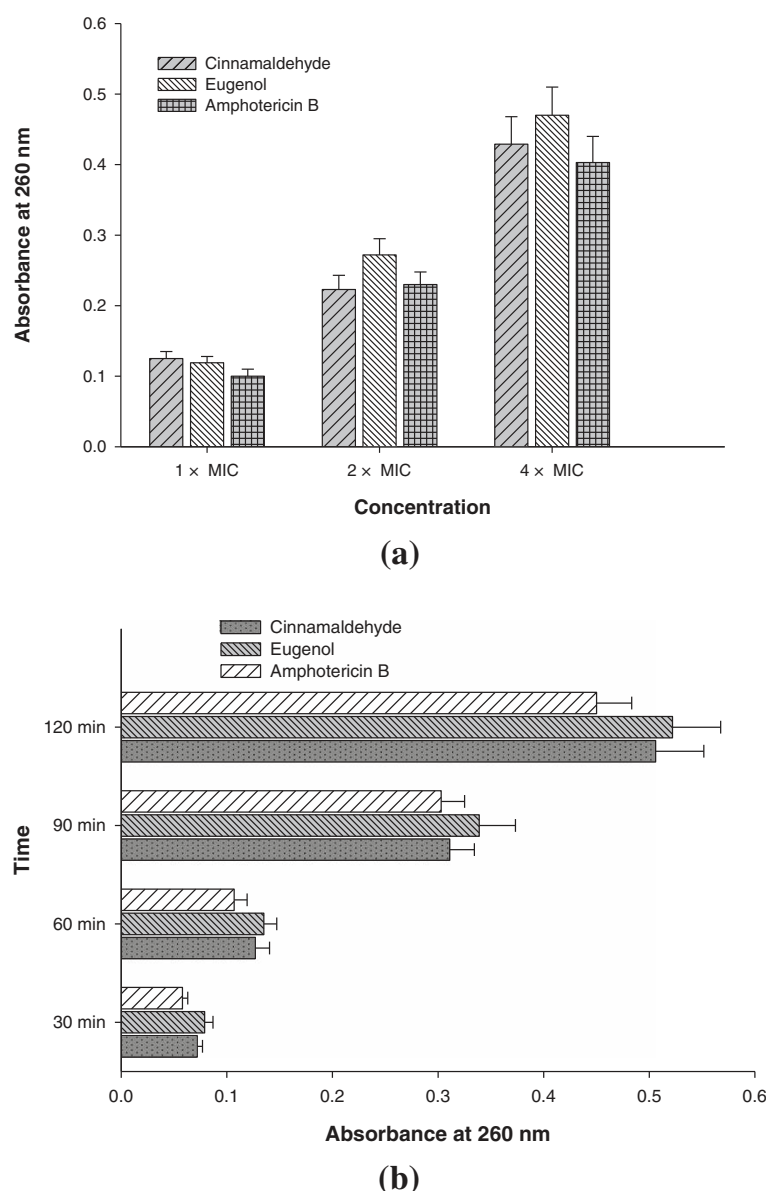 0.6
Cinnamaldehyde
Eugenol
Amphotericin B
0.5
0.4
0.3
0.2
0.1
0.0
Absorbance at 260 nm
1 × MIC 2 × MIC 4 × MIC
Concentration
(a)
Cinnamaldehyde
Eugenol
Amphotericin B
120 min
90 min
60 min
30 min
Time
0.0 0.1 0.2 0.3 0.4 0.5 0.6
Absorbance at 260 nm
(b)